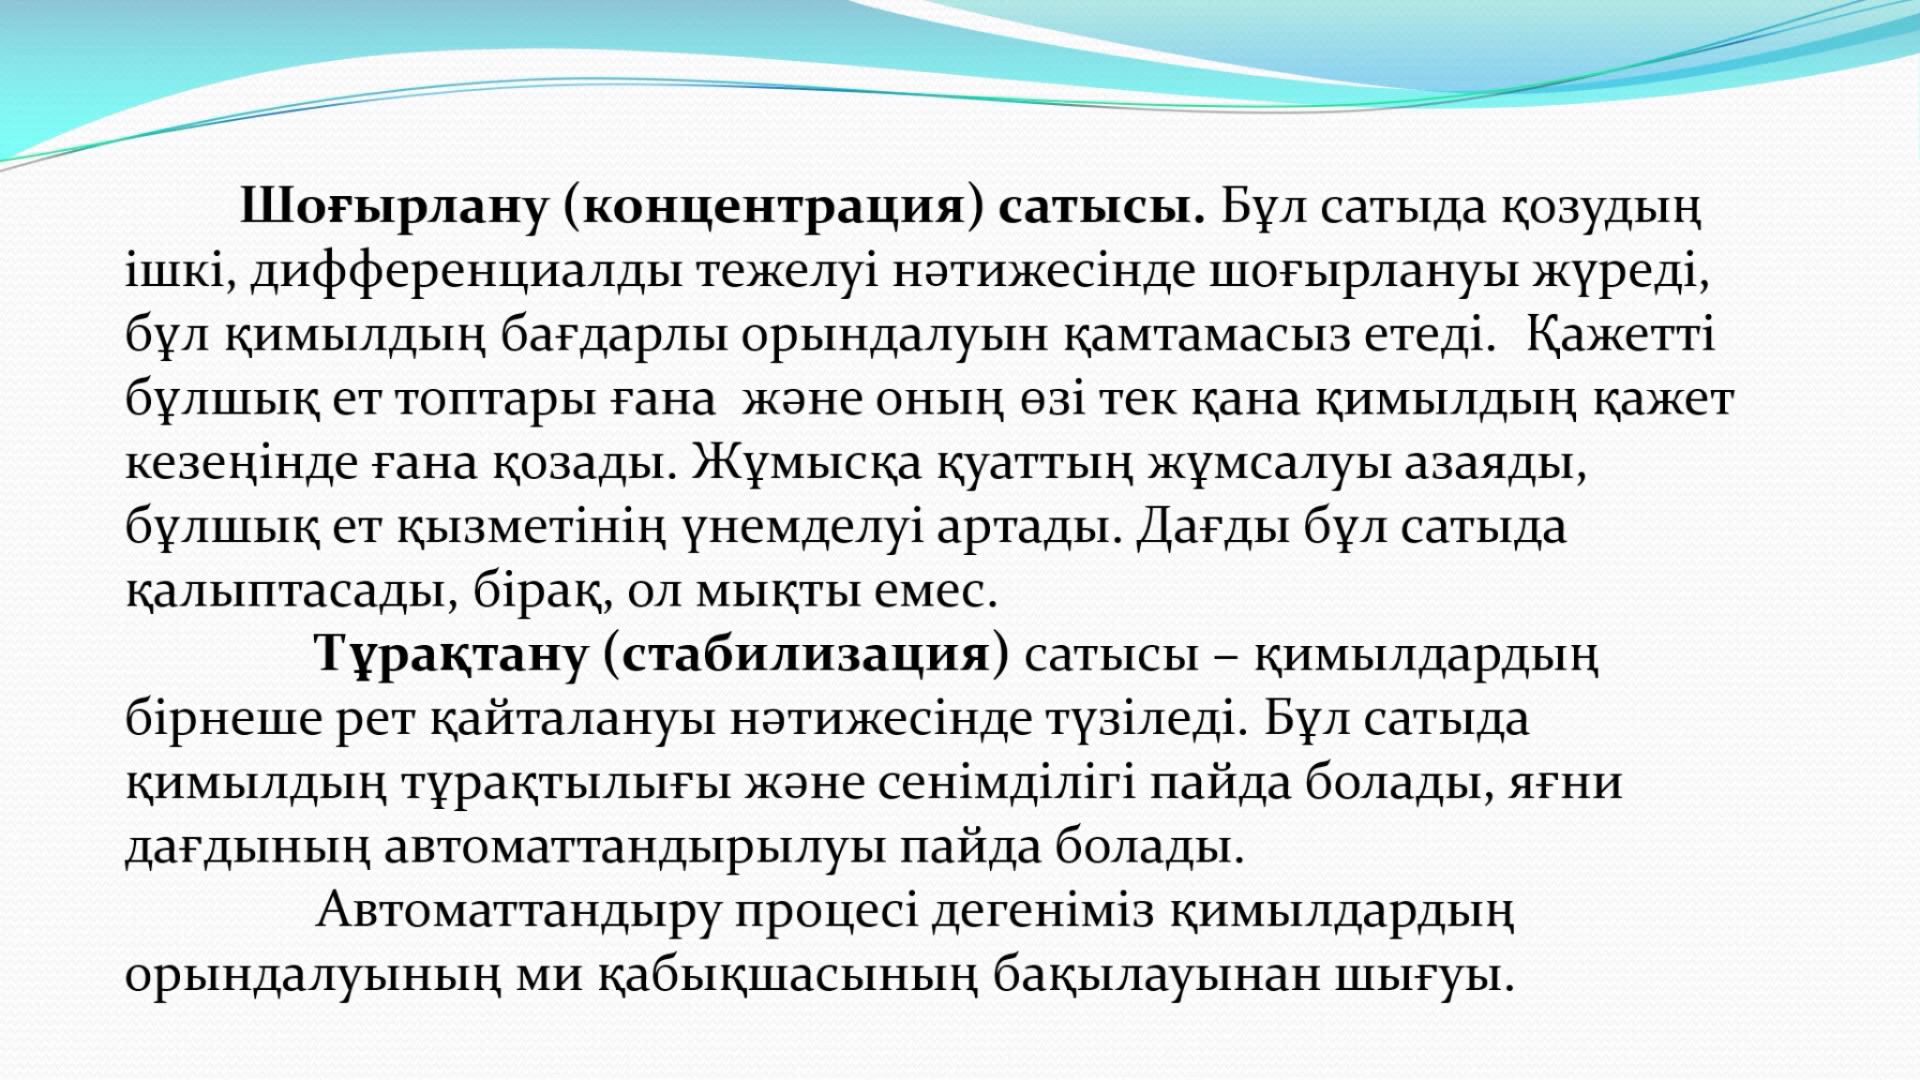 Шоғырлану (концентрация) сатысы. Бұл сатыда қозудың
ішкі, дифференциалды тежелуі нәтижесінде шоғырлануы жүреді,
бұл қимылдың бағдарлы орындалуын қамтамасыз етеді.  Қажетті
бұлшық ет топтары ғана  және оның өзі тек қана қимылдың қажет
кезеңінде ғана қозады. Жұмысқа қуаттың жұмсалуы азаяды,
бұлшық ет қызметінің үнемделуі артады. Дағды бұл сатыда
қалыптасады, бірақ, ол мықты емес.
Тұрақтану (стабилизация) сатысы – қимылдардың
бірнеше рет қайталануы нәтижесінде түзіледі. Бұл сатыда
қимылдың тұрақтылығы және сенімділігі пайда болады, яғни
дағдының автоматтандырылуы пайда болады.
Автоматтандыру процесі дегеніміз қимылдардың
орындалуының ми қабықшасының бақылауынан шығуы.